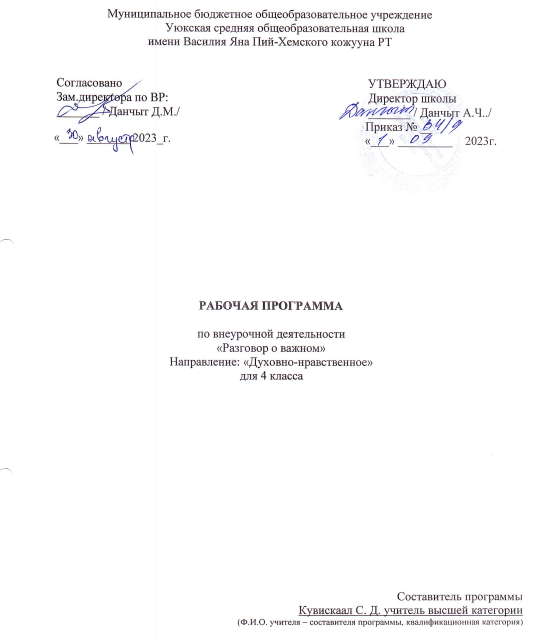 Муниципальное бюджетное общеобразовательное учреждение
Уюкская средняя общеобразовательная школа
имени Василия Яна Пий-Хемского кожууна РТ
Согласовано
Зам.директора по ВР:
/ Данчыт Д.М./
«30» август 2023_г.
УТВЕРЖДАЮ
Директор школы
Данчыт / Данчыт А.Ч../
Приказ № 84/9
«1» 09 2023г.
РАБОЧАЯ ПРОГРАММА
по внеурочной деятельности
«Разговор о важном»
Направление: «Духовно-нравственное»
для 4 класса
Составитель программы
Кувискаал С. Д. учитель высшей категории
(Ф.И.О. учителя – составителя программы, квалификационная категория)